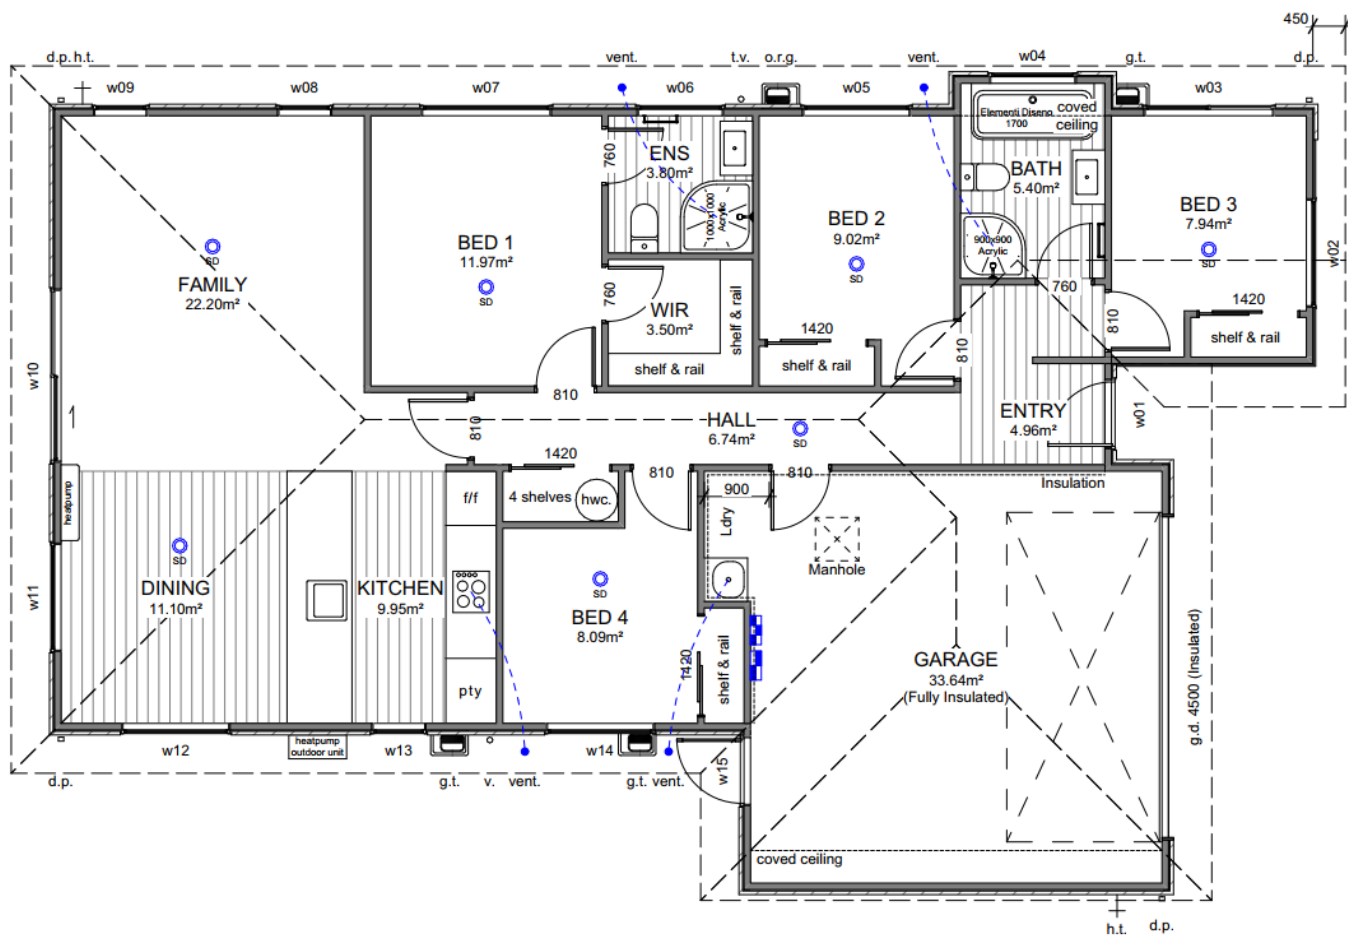 450
d.p. h.t.
vent.
t.v.
o.r.g.
vent.
w04
g.t.
d.p.
w09
w08
w07
w06
w05
w03
Elementi Diseno
1700
coved
ceiling
760
ENS
3.80m²
1000x1000
Acrylic
BATH
5.40m²
900x900
Acrylic
BED 3
7.94m²
SD
w02
BED 2
9.02m²
SD
BED 1
11.97m²
SD
SD
FAMILY
22.20m²
760
WIR
3.50m²
shelf & rail
shelf & rail
760
1420
shelf & rail
810
1420
shelf & rail
810
w10
810
810
HALL
6.74m²
SD
ENTRY
4.96m²
w01
1420
810
810
Insulation
heatpump
f/f
4 shelves
hwc.
900
Ldry
Manhole
SD
DINING
11.10m²
KITCHEN
9.95m²
SD
BED 4
8.09m²
w11
1420
shelf & rail
GARAGE
33.64m²
(Fully Insulated)
g.d. 4500 (Insulated)
pty
w12
heatpump
outdoor unit
w13
w14
w15
d.p.
g.t.
v.
vent.
g.t.
vent.
coved ceiling
h.t.
d.p.